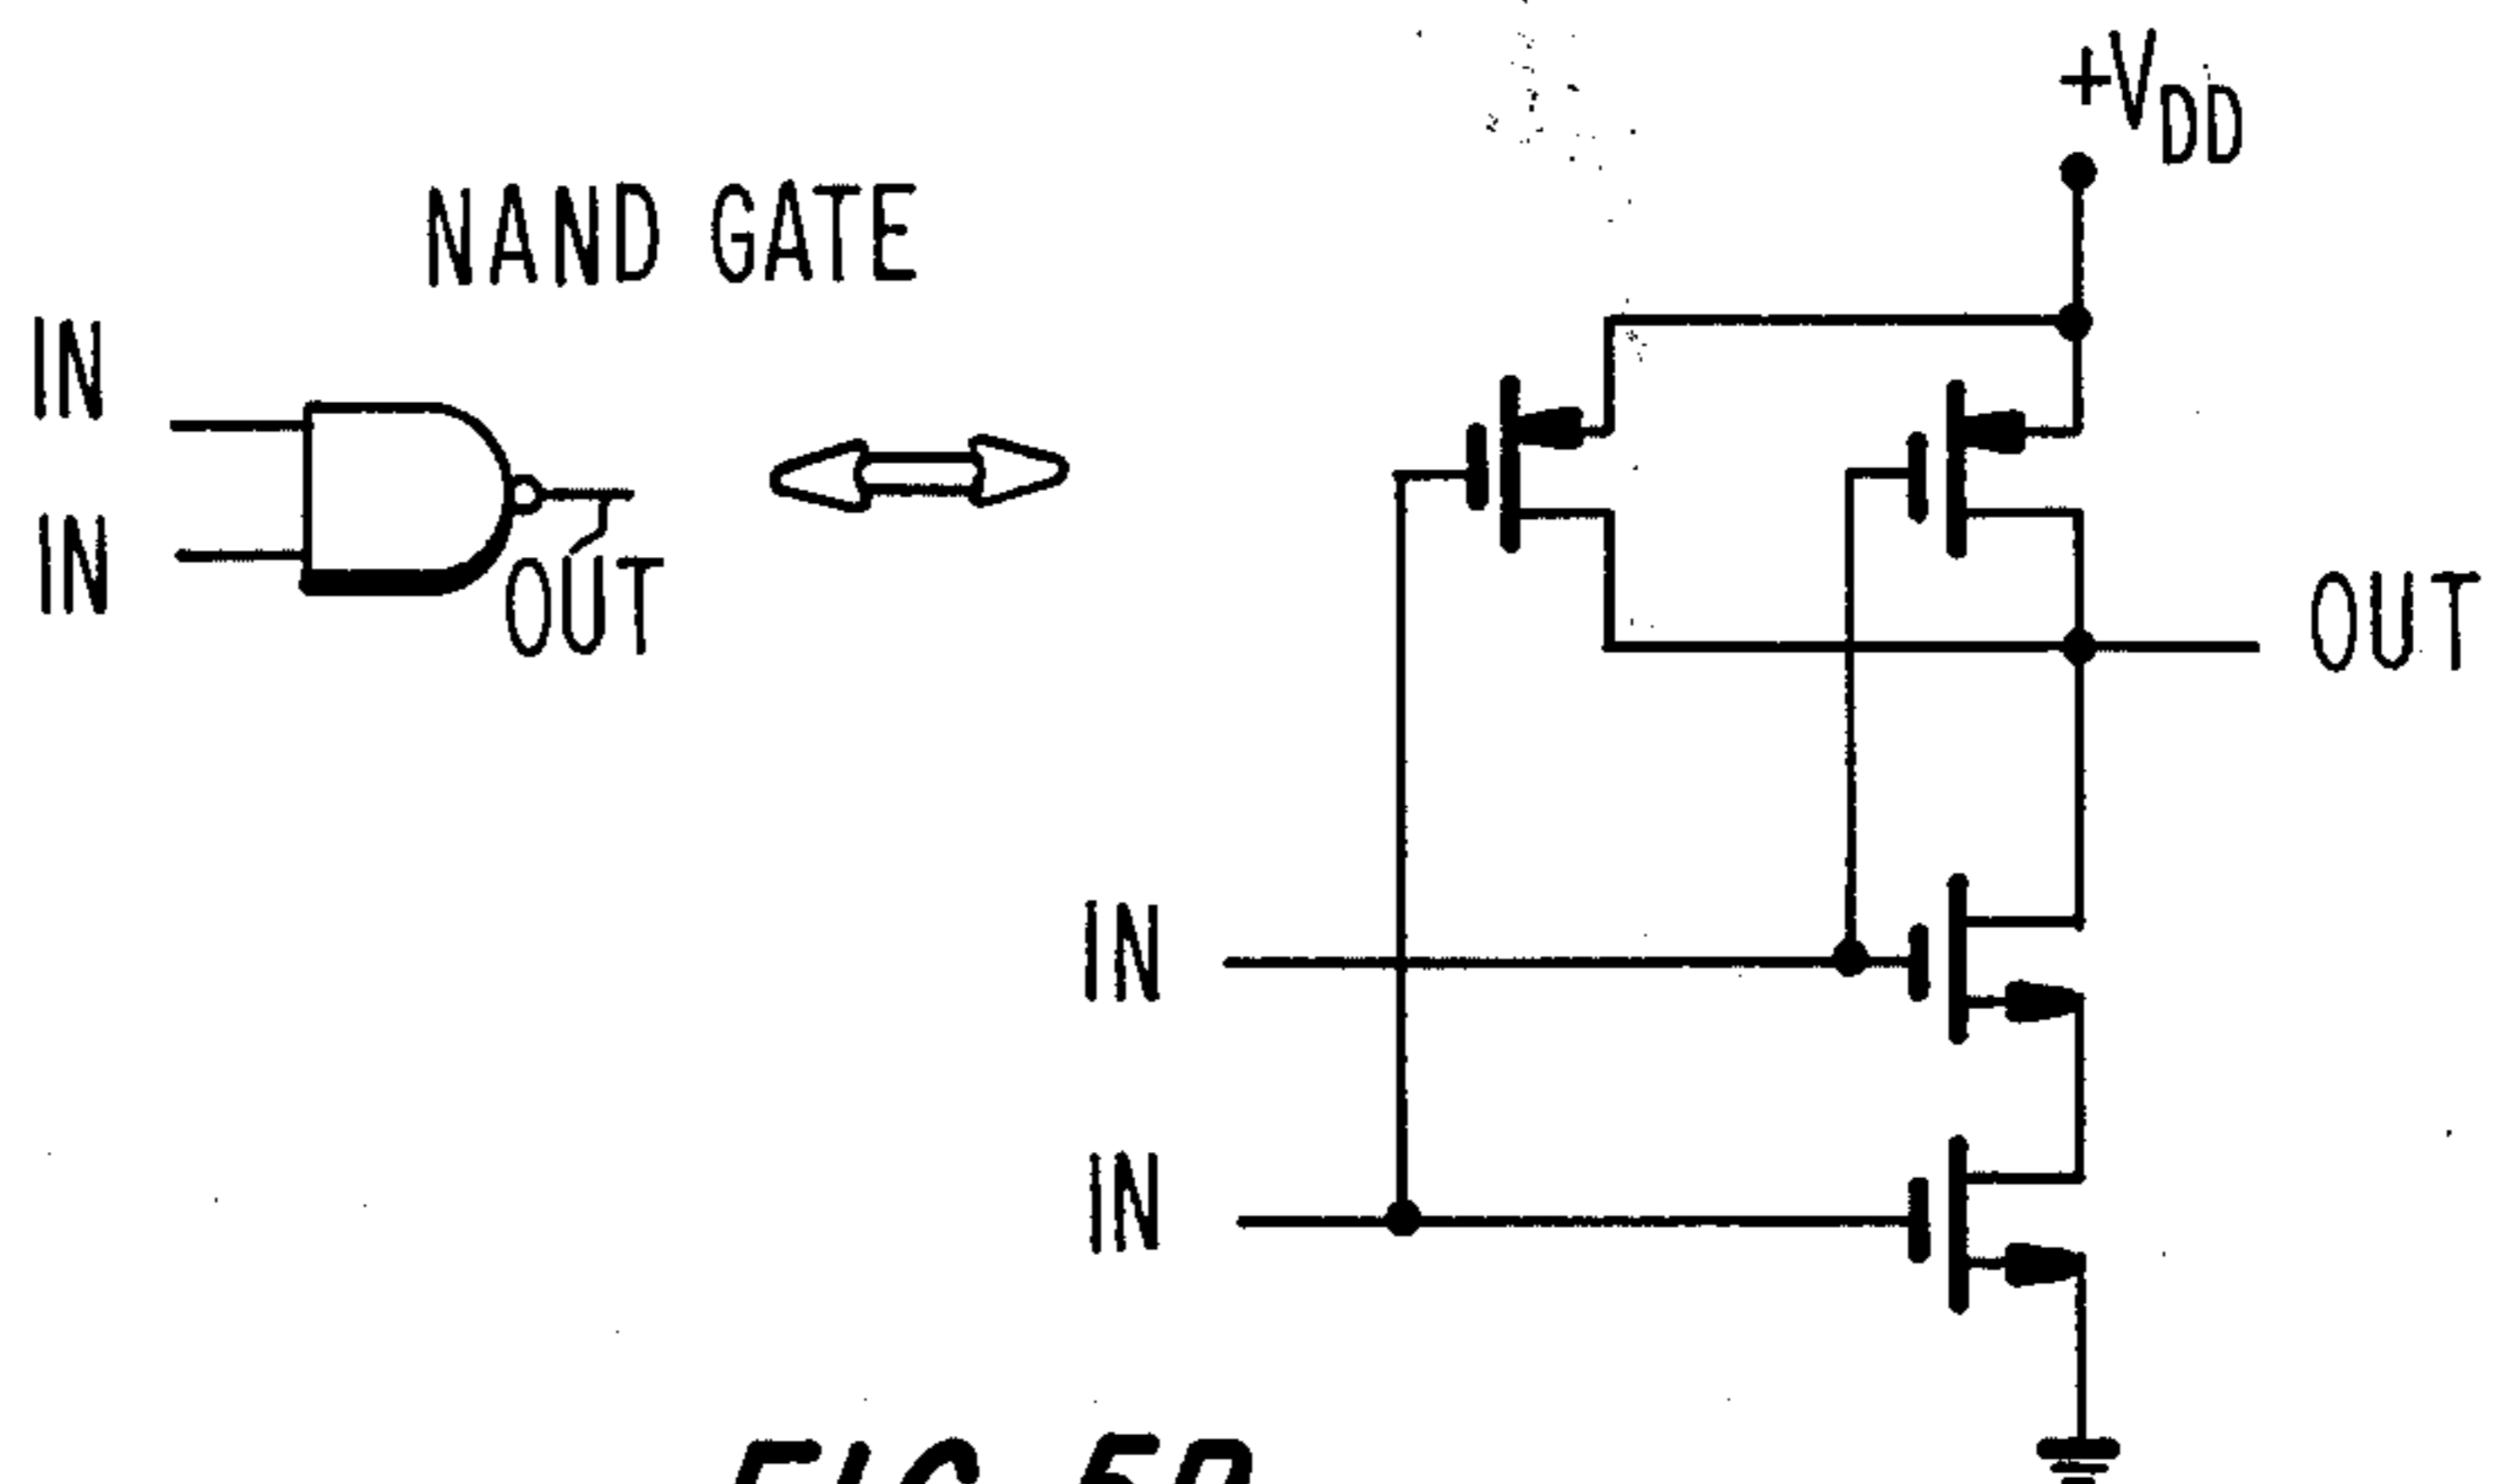 NAND GATE
IN
IN
OUT
+VDD
OUT
IN
IN